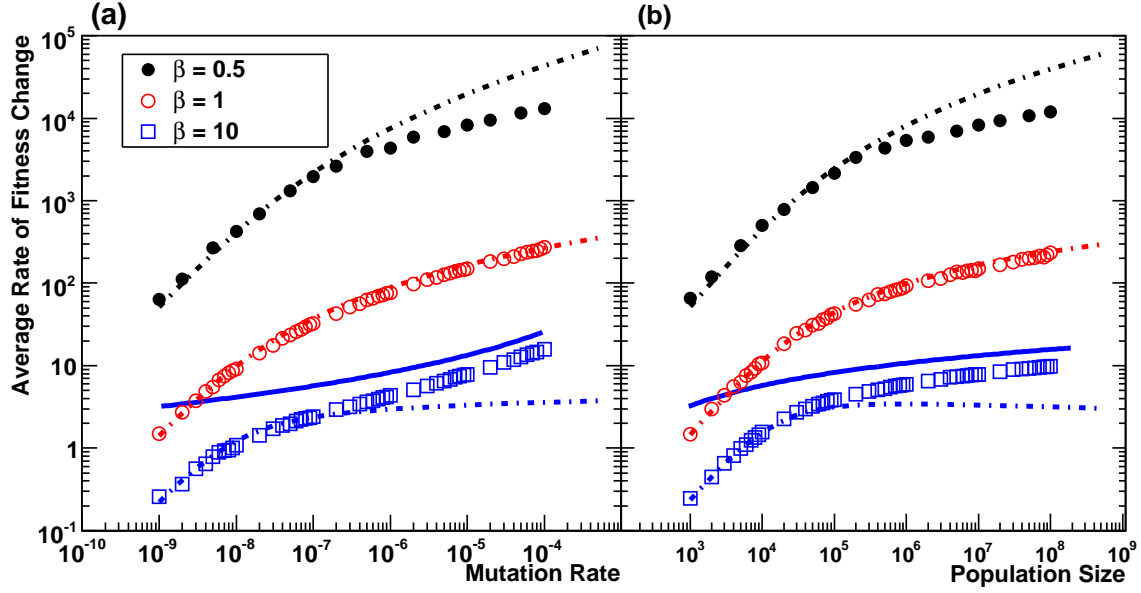 (a)
(b)
Average Rate of Fitness Change
10^5
10^4
10^3
10^2
10
1
10^-1
β = 0.5
β = 1
β = 10
10^-10 10^-9 10^-8 10^-7 10^-6 10^-5 10^-4
Mutation Rate
10^3 10^4 10^5 10^6 10^7 10^8 10^9
Population Size